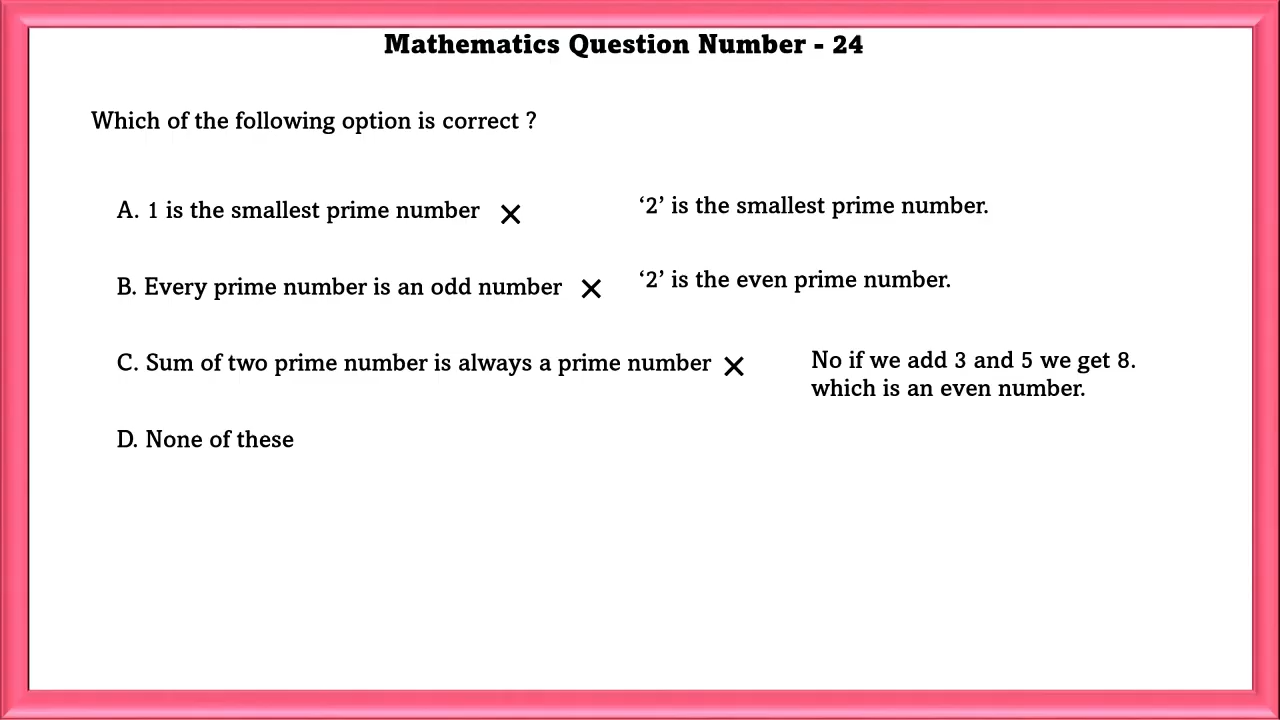 Mathematics Question Number - 24
Which of the following option is correct ?
A. 1 is the smallest prime number ×
‘2’ is the smallest prime number.
B. Every prime number is an odd number ×
‘2’ is the even prime number.
C. Sum of two prime number is always a prime number ×
No if we add 3 and 5 we get 8.
which is an even number.
D. None of these